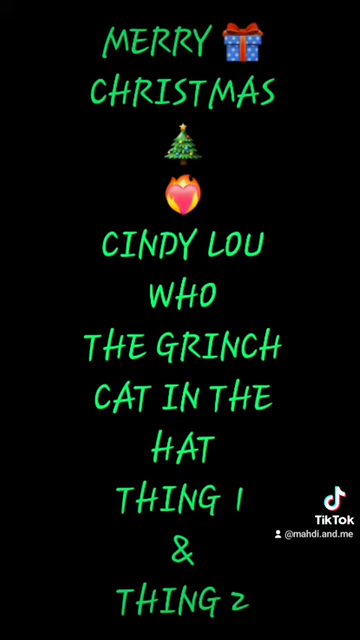 MERRY 🎁
CHRISTMAS
🎄
❤️‍🔥
CINDY LOU
WHO
THE GRINCH
CAT IN THE
HAT
THING 1
&
THING 2
TikTok
@mahdi.and.me